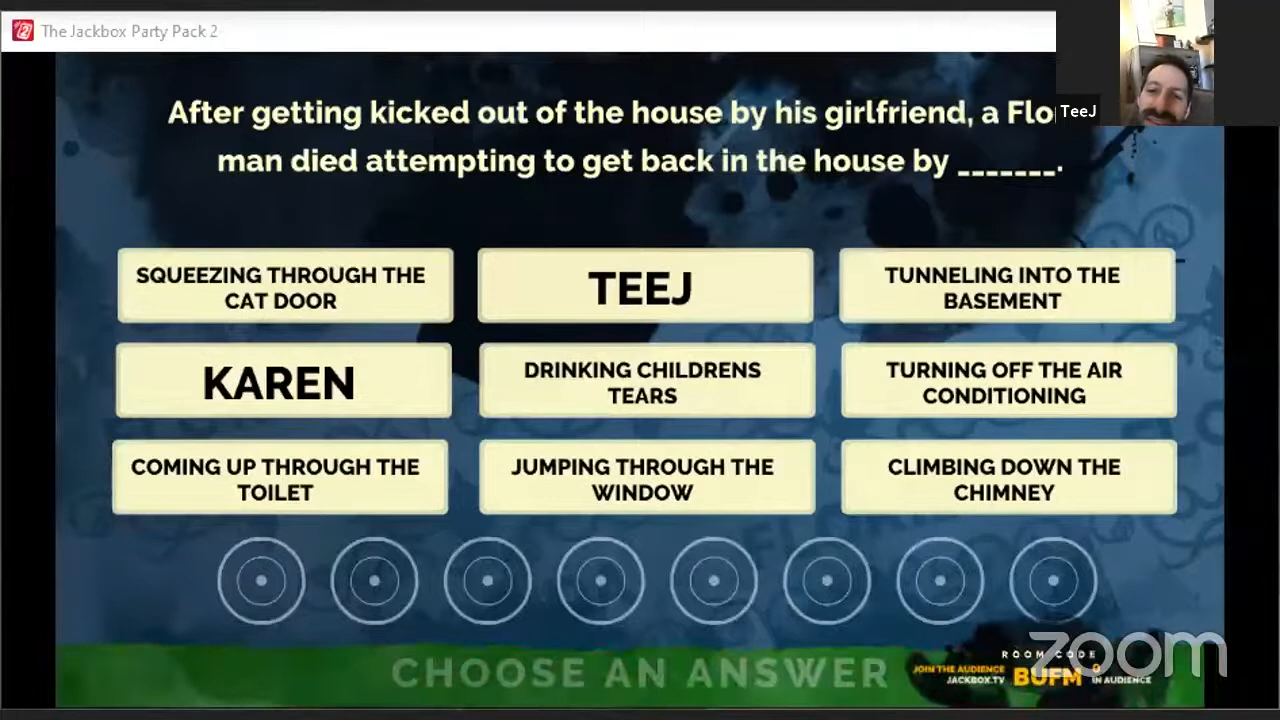 The Jackbox Party Pack 2
After getting kicked out of the house by his girlfriend, a Flo
TeeJ
man died attempting to get back in the house by _______.
SQUEEZING THROUGH THE
CAT DOOR
TEEJ
TUNNELING INTO THE
BASEMENT
KAREN
DRINKING CHILDRENS
TEARS
TURNING OFF THE AIR
CONDITIONING
COMING UP THROUGH THE
TOILET
JUMPING THROUGH THE
WINDOW
CLIMBING DOWN THE
CHIMNEY
CHOOSE AN ANSWER
JOIN THE AUDIENCE
JACKBOX.TV
ROOM CODE
BUFM
0
IN AUDIENCE
zoom